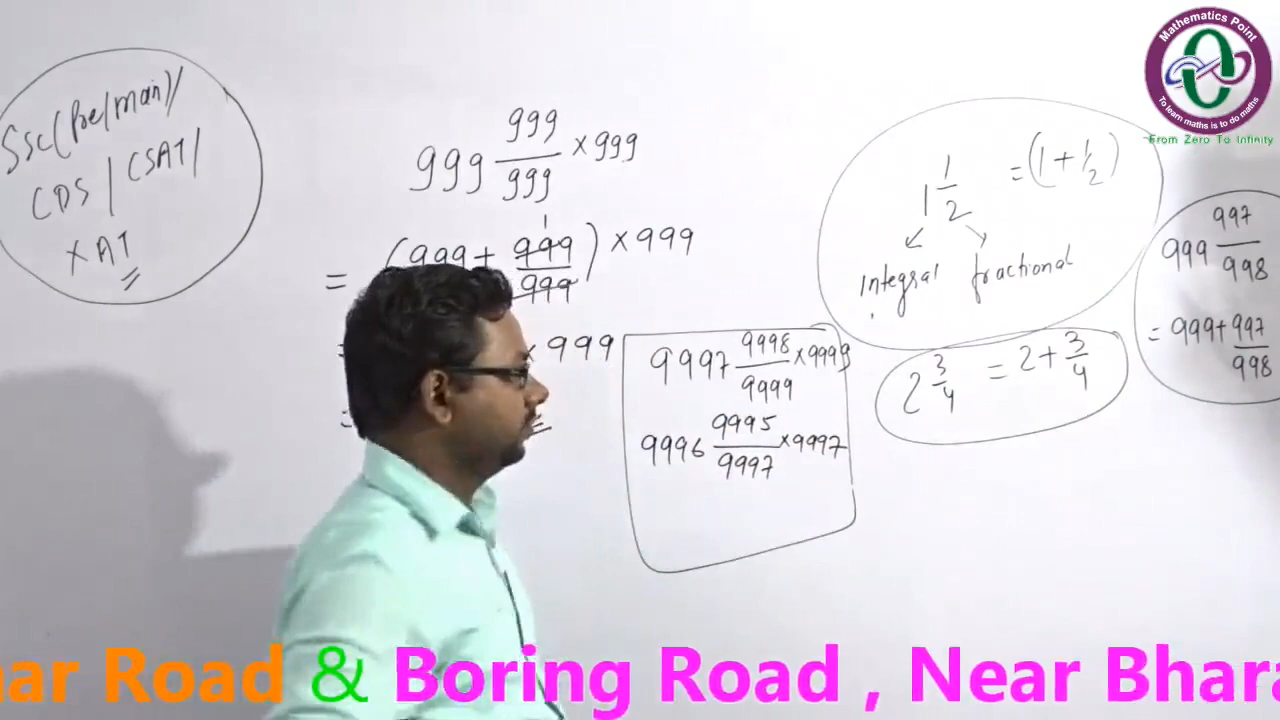 Mathematics Point
To learn maths is to do maths
From Zero To Infinity
SSC (Pre/Main)/
CDS / CSAT /
XAT
999 999/999 × 999
= (999 + 999/999) × 999
1
= × 999
=
9997 9998/9999 × 9999
9996 9995/9997 × 9997
1 1/2 = (1 + 1/2)
Integral fractional
2 3/4 = 2 + 3/4
999 997/998
= 999 + 997/998
ar Road & Boring Road , Near Bhara